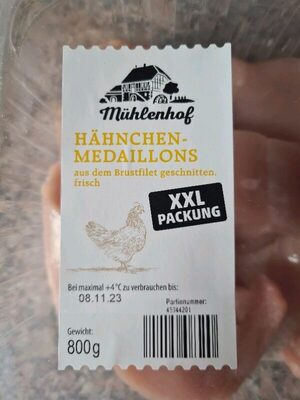 Mühlenhof
HÄHNCHEN-
MEDAILLONS
aus dem Brustfilet geschnitten,
frisch
XXL
PACKUNG
Bei maximal +4°C zu verbrauchen bis:
08.11.23
Partienummer:
45344201
Gewicht:
800g